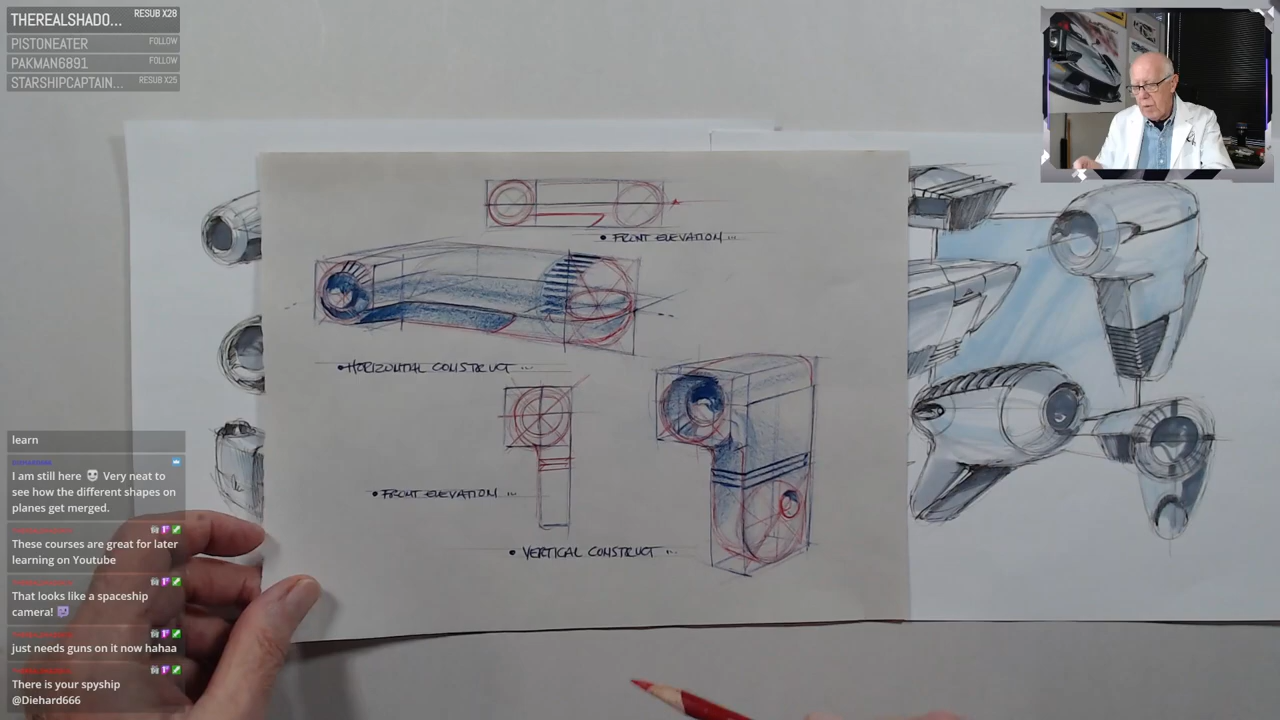 THEREALSHADO... RESUB X28
PISTONEATER FOLLOW
PAKMAN6891 FOLLOW
STARSHIPCAPTAIN... RESUB X25
• FRONT ELEVATION ...
• HORIZONTAL CONSTRUCT ...
• FRONT ELEVATION ...
• VERTICAL CONSTRUCT ...
learn
I am still here Very neat to
see how the different shapes on
planes get merged.
These courses are great for later
learning on Youtube
That looks like a spaceship
camera!
just needs guns on it now hahaa
There is your spyship
@Diehard666